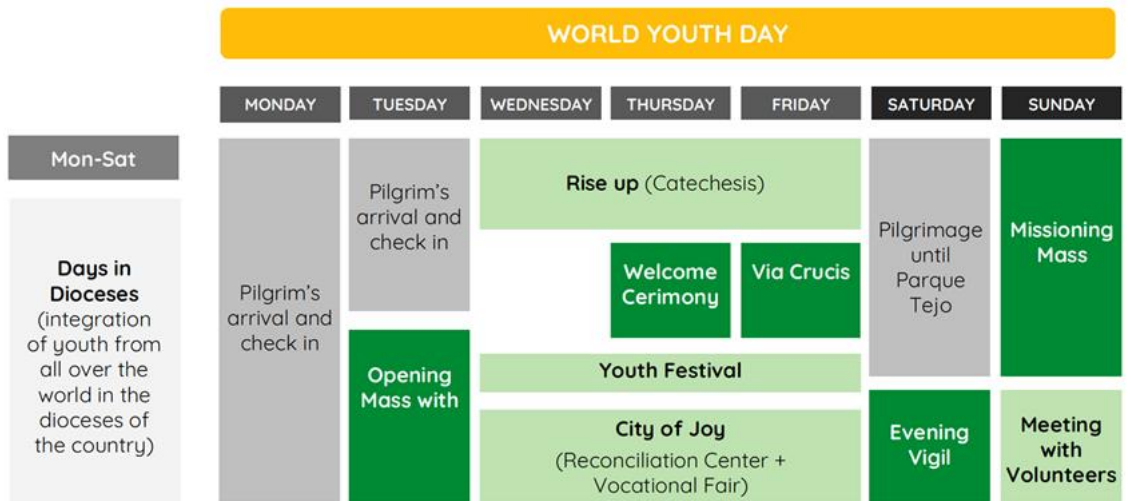 WORLD YOUTH DAY
MONDAY
TUESDAY
WEDNESDAY
THURSDAY
FRIDAY
SATURDAY
SUNDAY
Mon-Sat
Days in
Dioceses
(integration
of youth from
all over the
world in the
dioceses of
the country)
Pilgrim's
arrival and
check in
Pilgrim's
arrival and
check in
Opening
Mass with
Rise up (Catechesis)
Welcome
Cerimony
Via Crucis
Youth Festival
City of Joy
(Reconciliation Center +
Vocational Fair)
Pilgrimage
until
Parque
Tejo
Evening
Vigil
Missioning
Mass
Meeting
with
Volunteers